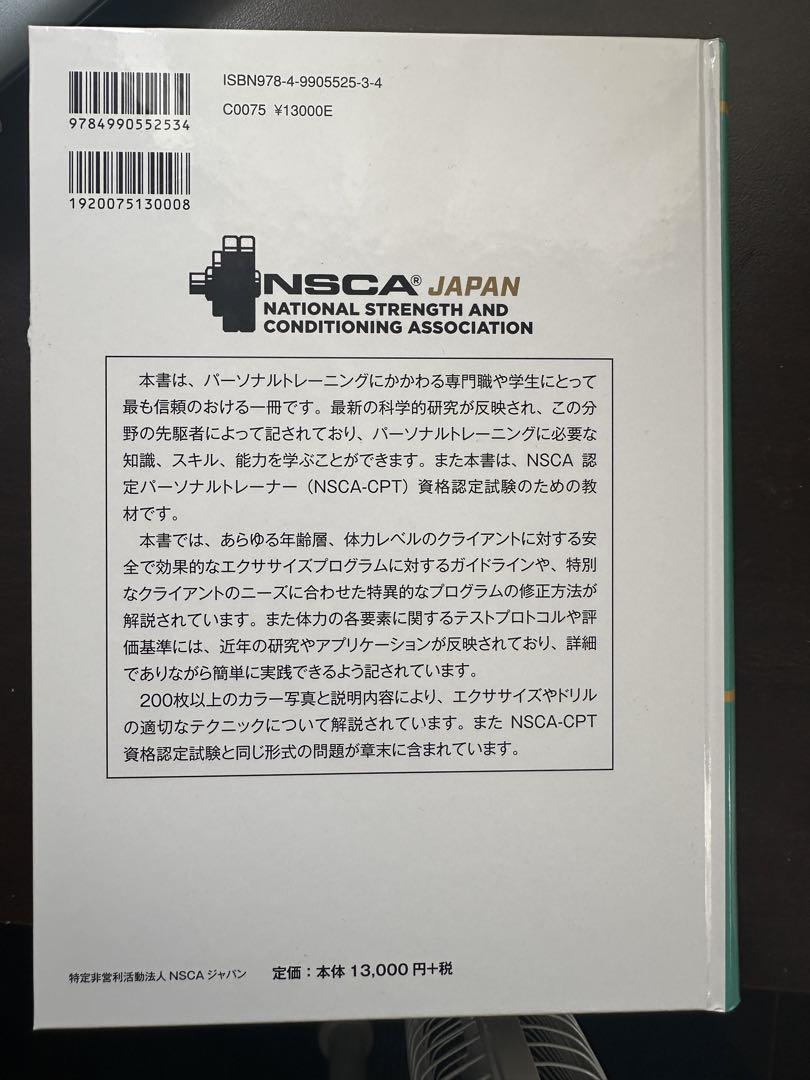 ISBN978-4-9905525-3-4
C0075 ¥13000E
9784990552534
1920075130008
NSCA® JAPAN
NATIONAL STRENGTH AND
CONDITIONING ASSOCIATION
本書は、パーソナルトレーニングにかかわる専門職や学生にとって
最も信頼のおける一冊です。最新の科学的研究が反映され、この分
野の先駆者によって記されており、パーソナルトレーニングに必要な
知識、スキル、能力を学ぶことができます。また本書は、NSCA 認
定パーソナルトレーナー（NSCA-CPT）資格認定試験のための教
材です。
本書では、あらゆる年齢層、体力レベルのクライアントに対する安
全で効果的なエクササイズプログラムに対するガイドラインや、特別
なクライアントのニーズに合わせた特異的なプログラムの修正方法が
解説されています。また体力の各要素に関するテストプロトコルや評
価基準には、近年の研究やアプリケーションが反映されており、詳細
でありながら簡単に実践できるよう記されています。
200枚以上のカラー写真と説明内容により、エクササイズやドリル
の適切なテクニックについて解説されています。また NSCA-CPT
資格認定試験と同じ形式の問題が章末に含まれています。
特定非営利活動法人 NSCA ジャパン 定価：本体 13,000 円+税